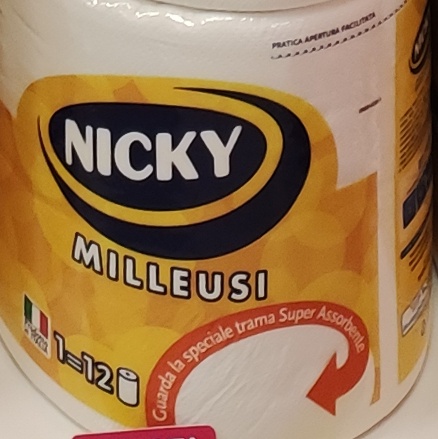 PRATICA APERTURA FACILITATA
NICKY
MILLEUSI
1=12
Guarda la speciale trama Super Assorbente